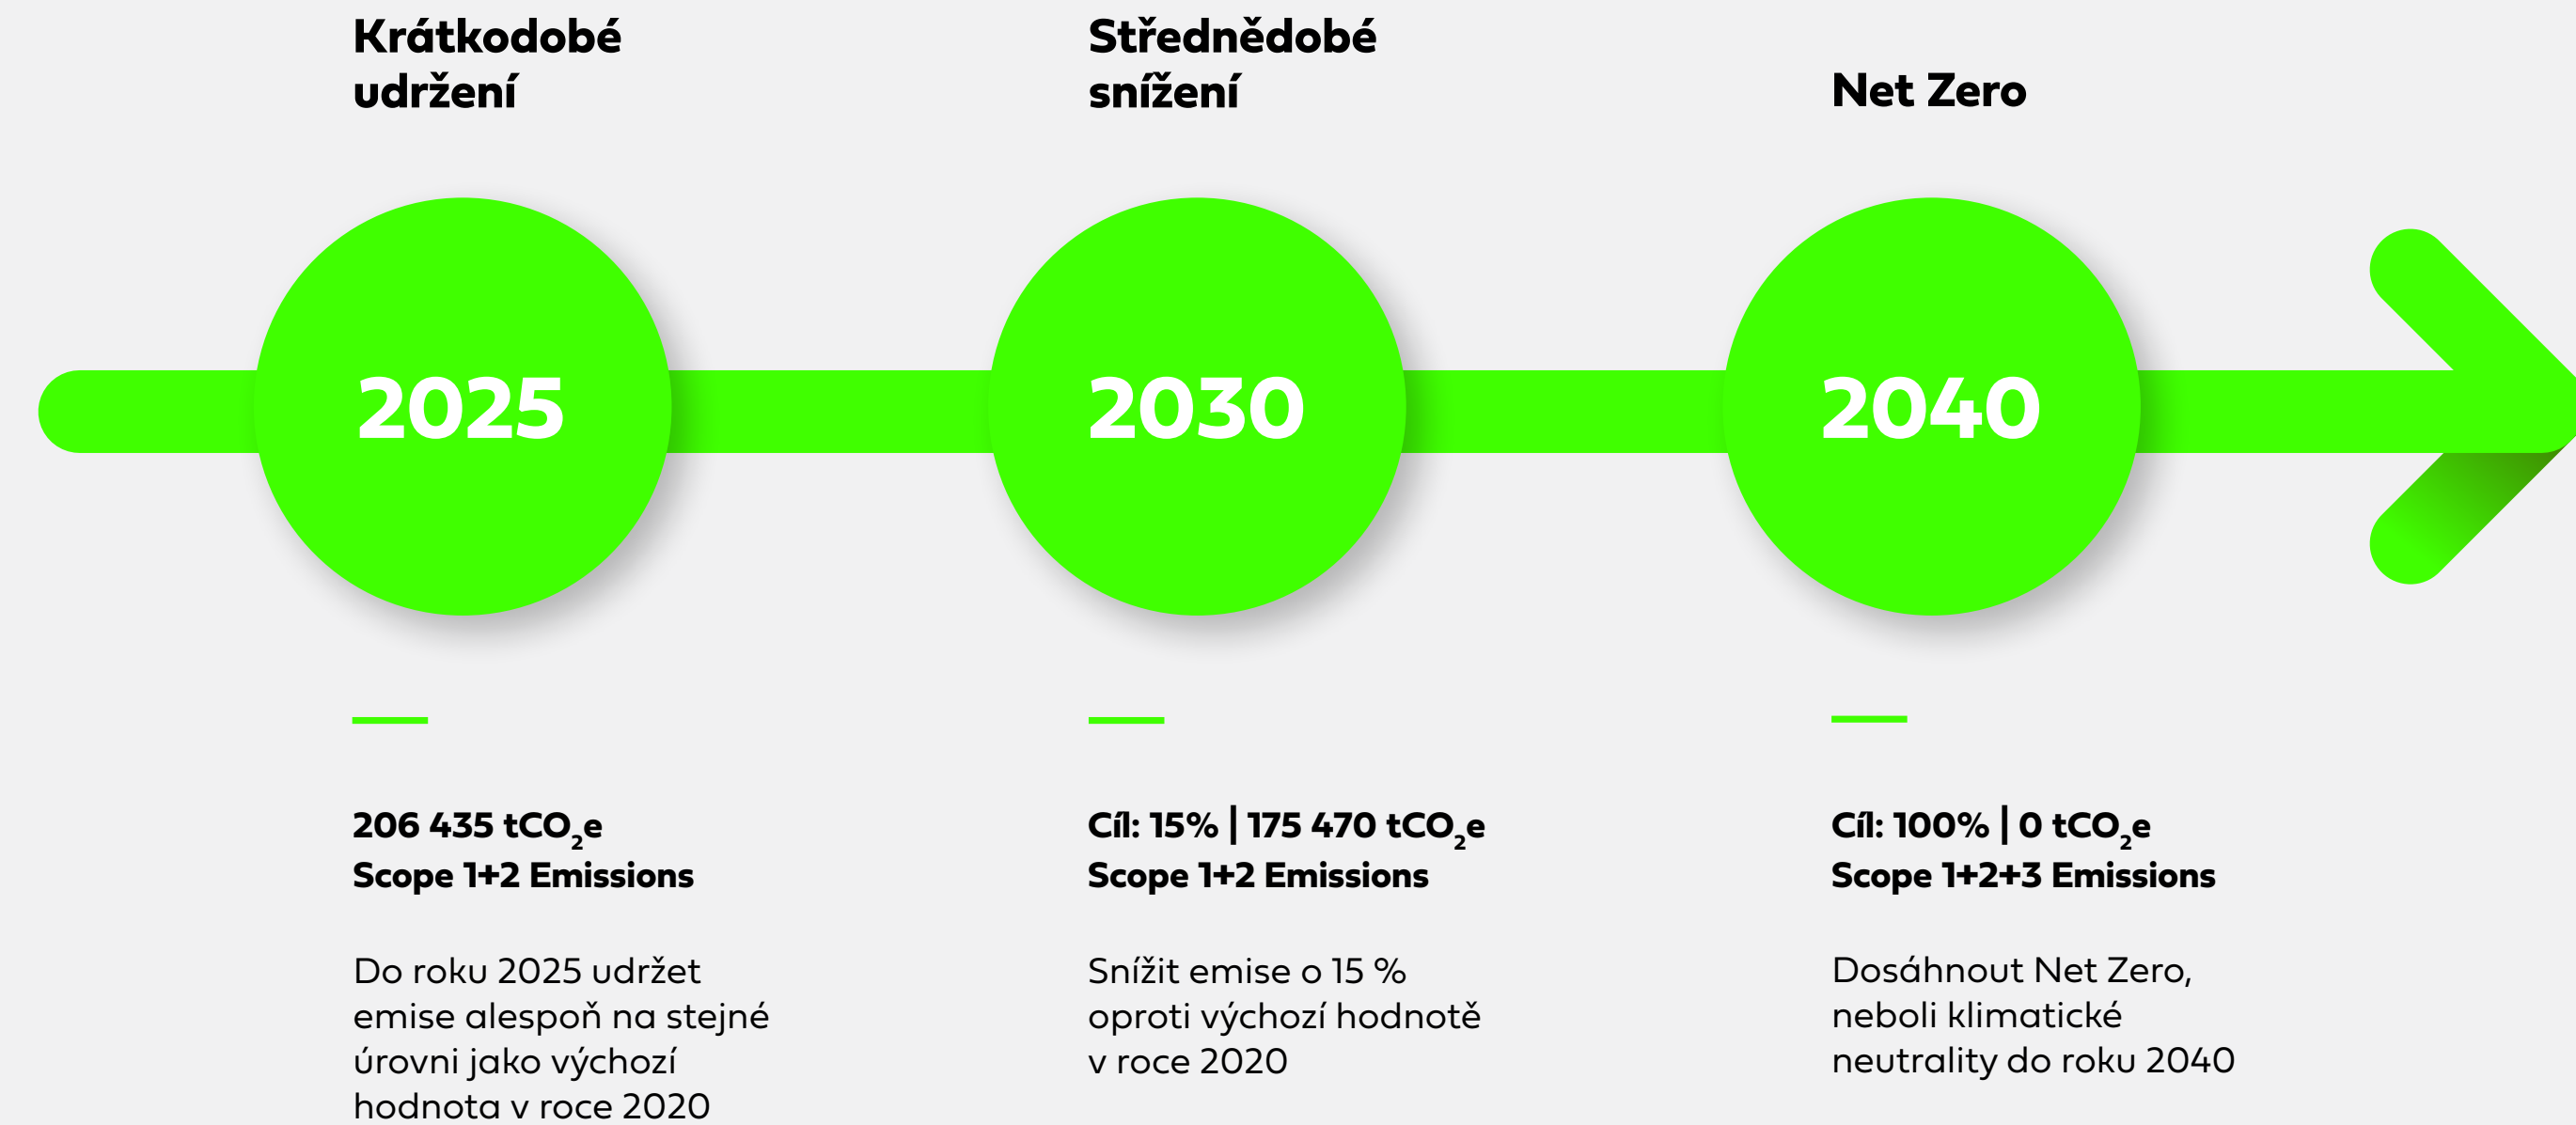 Krátkodobé
udržení
Střednědobé
snížení
Net Zero
2025
2030
2040
206 435 tCO₂e
Scope 1+2 Emissions
Do roku 2025 udržet
emise alespoň na stejné
úrovni jako výchozí
hodnota v roce 2020
Cíl: 15% | 175 470 tCO₂e
Scope 1+2 Emissions
Snížit emise o 15 %
oproti výchozí hodnotě
v roce 2020
Cíl: 100% | 0 tCO₂e
Scope 1+2+3 Emissions
Dosáhnout Net Zero,
neboli klimatické
neutrality do roku 2040